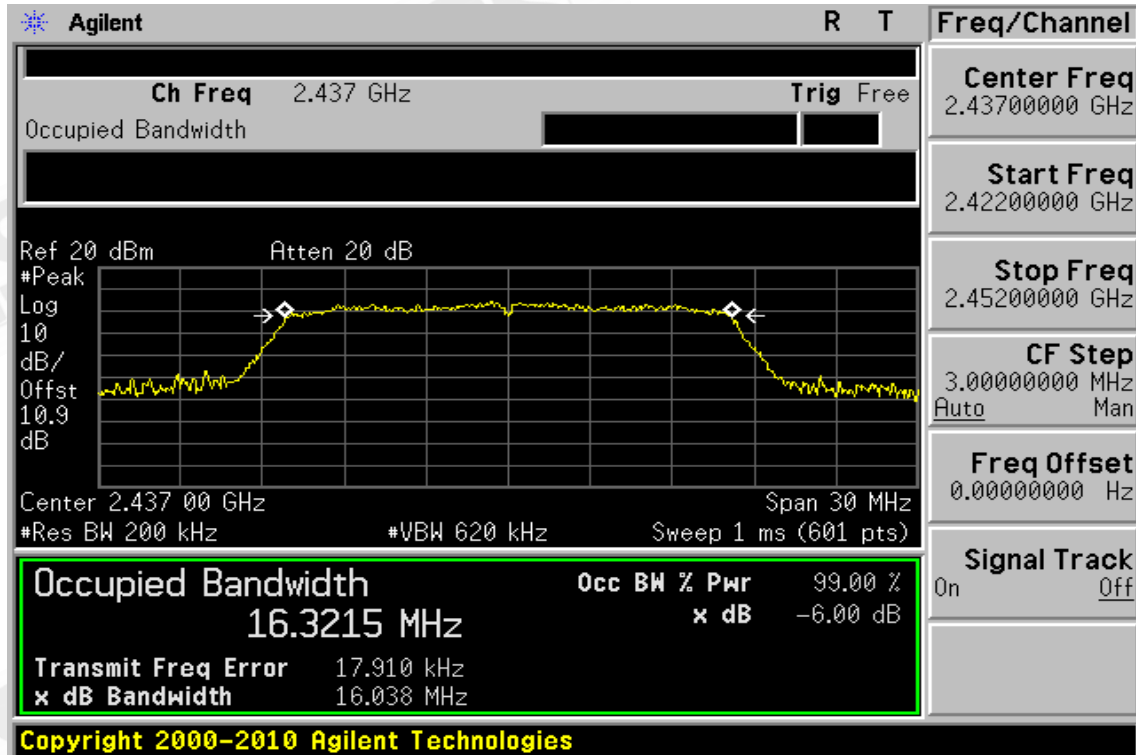 Agilent R T Freq/Channel
Ch Freq 2.437 GHz Trig Free
Occupied Bandwidth
Center Freq
2.43700000 GHz
Start Freq
2.42200000 GHz
Stop Freq
2.45200000 GHz
CF Step
3.00000000 MHz
Auto Man
Freq Offset
0.00000000 Hz
Signal Track
On Off
Ref 20 dBm Atten 20 dB
#Peak
Log
10
dB/
Offst
10.9
dB
Center 2.437 00 GHz Span 30 MHz
#Res BW 200 kHz #VBW 620 kHz Sweep 1 ms (601 pts)
Occupied Bandwidth Occ BW % Pwr 99.00 %
16.3215 MHz x dB -6.00 dB
Transmit Freq Error 17.910 kHz
x dB Bandwidth 16.038 MHz
Copyright 2000-2010 Agilent Technologies